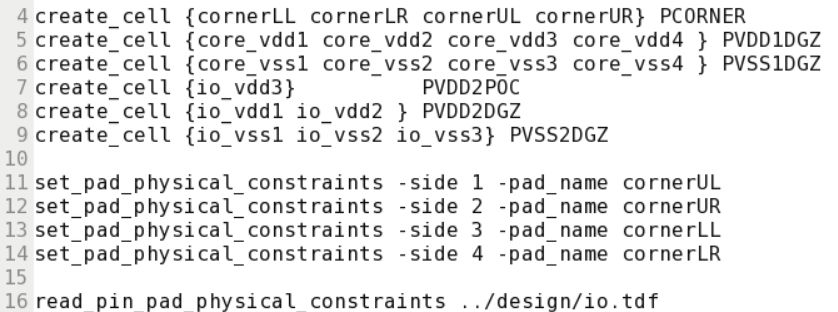 4 create_cell {cornerLL cornerLR cornerUL cornerUR} PCORNER
5 create_cell {core_vdd1 core_vdd2 core_vdd3 core_vdd4 } PVDD1DGZ
6 create_cell {core_vss1 core_vss2 core_vss3 core_vss4 } PVSS1DGZ
7 create_cell {io_vdd3}        PVDD2POC
8 create_cell {io_vdd1 io_vdd2 } PVDD2DGZ
9 create_cell {io_vss1 io_vss2 io_vss3} PVSS2DGZ
10
11 set_pad_physical_constraints -side 1 -pad_name cornerUL
12 set_pad_physical_constraints -side 2 -pad_name cornerUR
13 set_pad_physical_constraints -side 3 -pad_name cornerLL
14 set_pad_physical_constraints -side 4 -pad_name cornerLR
15
16 read_pin_pad_physical_constraints ../design/io.tdf